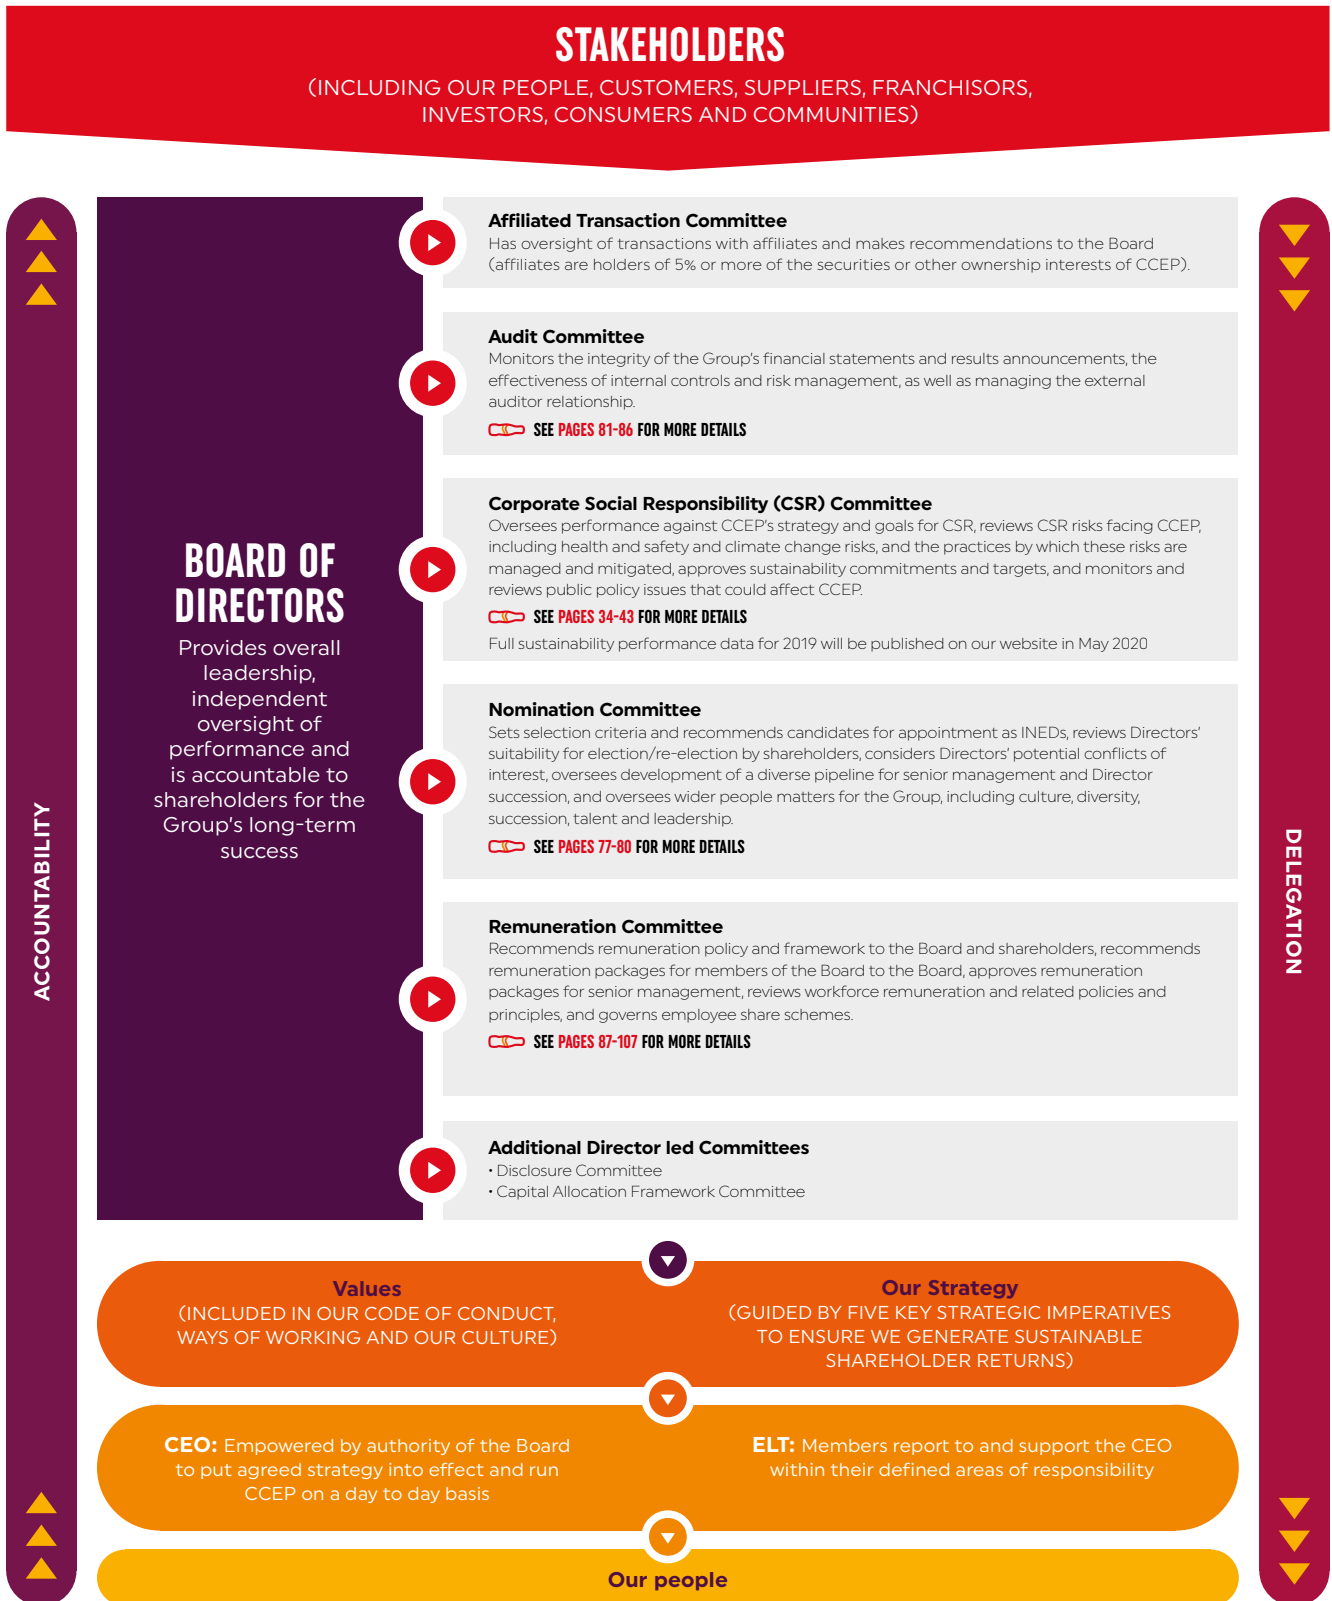 STAKEHOLDERS
(INCLUDING OUR PEOPLE, CUSTOMERS, SUPPLIERS, FRANCHISORS,
INVESTORS, CONSUMERS AND COMMUNITIES)
ACCOUNTABILITY
BOARD OF
DIRECTORS
Provides overall
leadership,
independent
oversight of
performance and
is accountable to
shareholders for the
Group's long-term
success
Affiliated Transaction Committee
Has oversight of transactions with affiliates and makes recommendations to the Board
(affiliates are holders of 5% or more of the securities or other ownership interests of CCEP).
Audit Committee
Monitors the integrity of the Group's financial statements and results announcements, the
effectiveness of internal controls and risk management, as well as managing the external
auditor relationship.
SEE PAGES 81-86 FOR MORE DETAILS
Corporate Social Responsibility (CSR) Committee
Oversees performance against CCEP's strategy and goals for CSR, reviews CSR risks facing CCEP,
including health and safety and climate change risks, and the practices by which these risks are
managed and mitigated, approves sustainability commitments and targets, and monitors and
reviews public policy issues that could affect CCEP.
SEE PAGES 34-43 FOR MORE DETAILS
Full sustainability performance data for 2019 will be published on our website in May 2020
Nomination Committee
Sets selection criteria and recommends candidates for appointment as INEDs, reviews Directors'
suitability for election/re-election by shareholders, considers Directors' potential conflicts of
interest, oversees development of a diverse pipeline for senior management and Director
succession, and oversees wider people matters for the Group, including culture, diversity,
succession, talent and leadership.
SEE PAGES 77-80 FOR MORE DETAILS
Remuneration Committee
Recommends remuneration policy and framework to the Board and shareholders, recommends
remuneration packages for members of the Board to the Board, approves remuneration
packages for senior management, reviews workforce remuneration and related policies and
principles, and governs employee share schemes.
SEE PAGES 87-107 FOR MORE DETAILS
Additional Director led Committees
• Disclosure Committee
• Capital Allocation Framework Committee
DELEGATION
Values
(INCLUDED IN OUR CODE OF CONDUCT,
WAYS OF WORKING AND OUR CULTURE)
Our Strategy
(GUIDED BY FIVE KEY STRATEGIC IMPERATIVES
TO ENSURE WE GENERATE SUSTAINABLE
SHAREHOLDER RETURNS)
CEO: Empowered by authority of the Board
to put agreed strategy into effect and run
CCEP on a day to day basis
ELT: Members report to and support the CEO
within their defined areas of responsibility
Our people